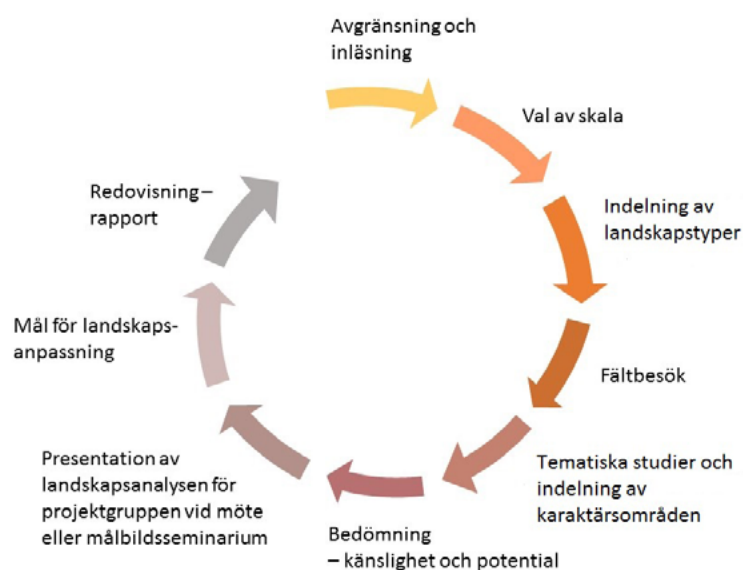 Avgränsning och
inläsning
Val av skala
Indelning av
landskapstyper
Fältbesök
Tematiska studier och
indelning av
karaktärsområden
Bedömning
– känslighet och potential
Presentation av
landskapsanalysen för
projektgruppen vid möte
eller målbildsseminarium
Mål för landskaps-
anpassning
Redovisning–
rapport